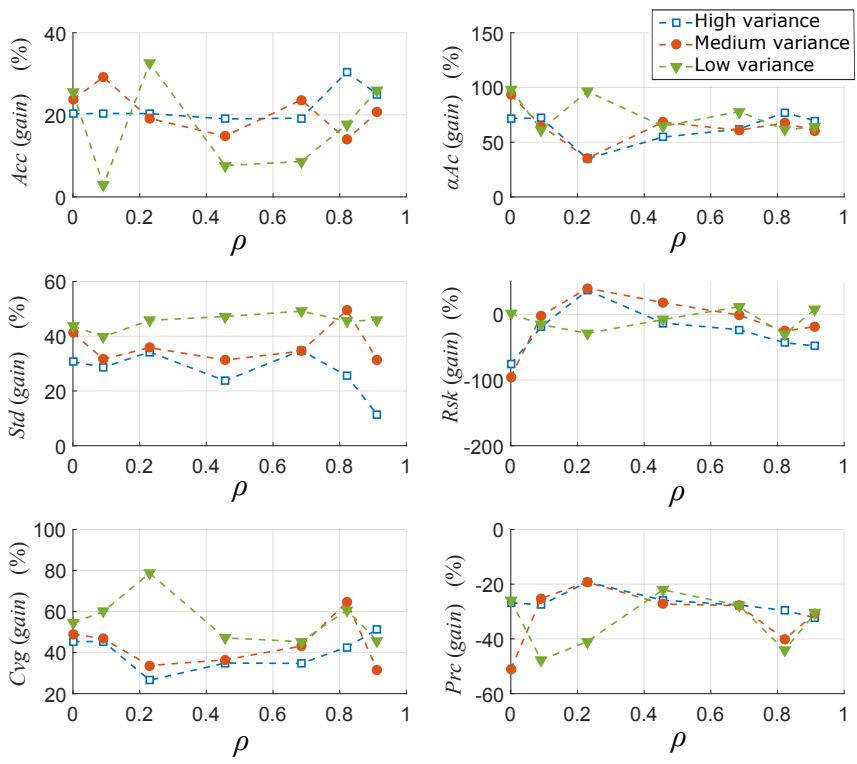 High variance
Medium variance
Low variance
Acc (gain) (%)
40
20
0
0 0.2 0.4 0.6 0.8 1
ρ
αAc (gain) (%)
150
100
50
0
0 0.2 0.4 0.6 0.8 1
ρ
Std (gain) (%)
60
40
20
0
0 0.2 0.4 0.6 0.8 1
ρ
Rsk (gain) (%)
0
-100
-200
0 0.2 0.4 0.6 0.8 1
ρ
Cvg (gain) (%)
100
80
60
40
20
0 0.2 0.4 0.6 0.8 1
ρ
Prc (gain) (%)
0
-20
-40
-60
0 0.2 0.4 0.6 0.8 1
ρ